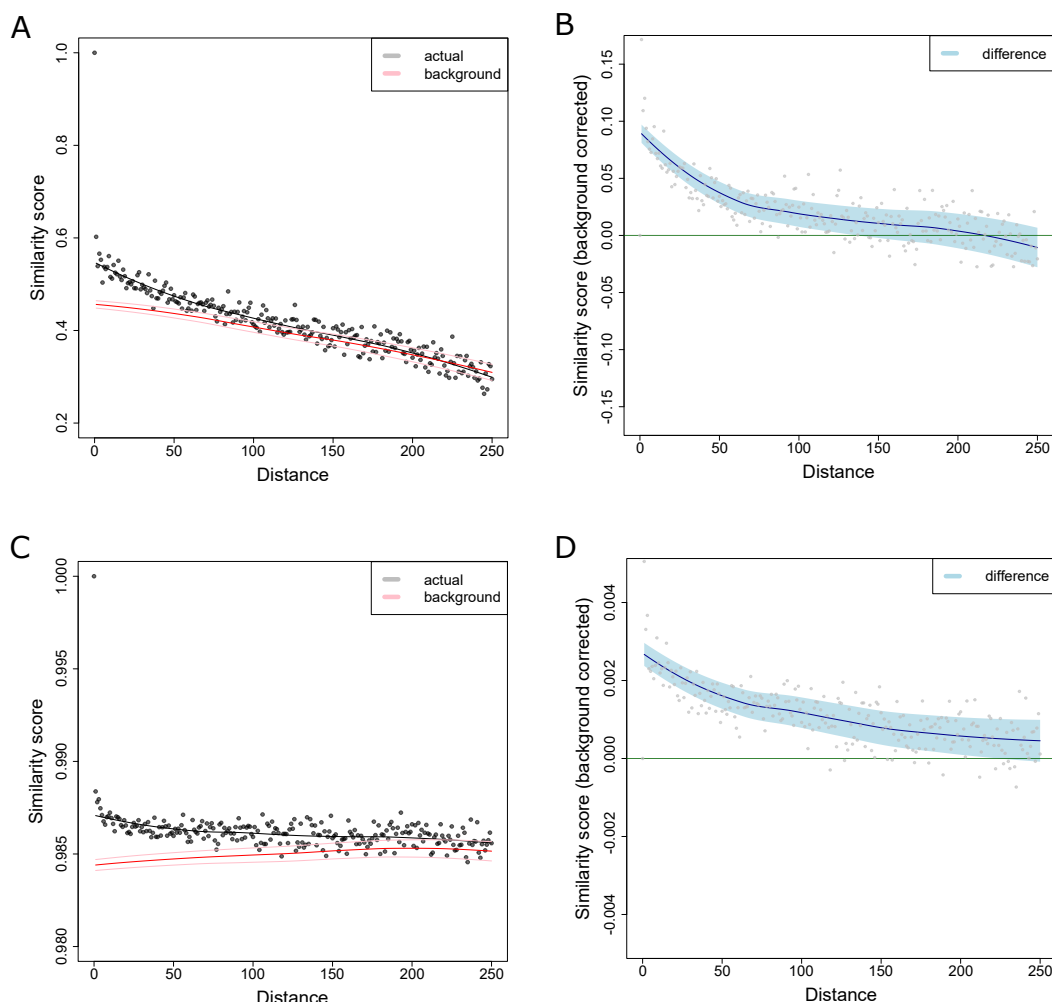 A
actual
background
1.0
0.8
0.6
0.4
0.2
Similarity score
0 50 100 150 200 250
Distance
B
difference
0.15
0.10
0.05
0.00
-0.05
-0.10
-0.15
Similarity score (background corrected)
0 50 100 150 200 250
Distance
C
actual
background
1.000
0.995
0.990
0.985
0.980
Similarity score
0 50 100 150 200 250
Distance
D
difference
0.004
0.002
0.000
-0.002
-0.004
Similarity score (background corrected)
0 50 100 150 200 250
Distance